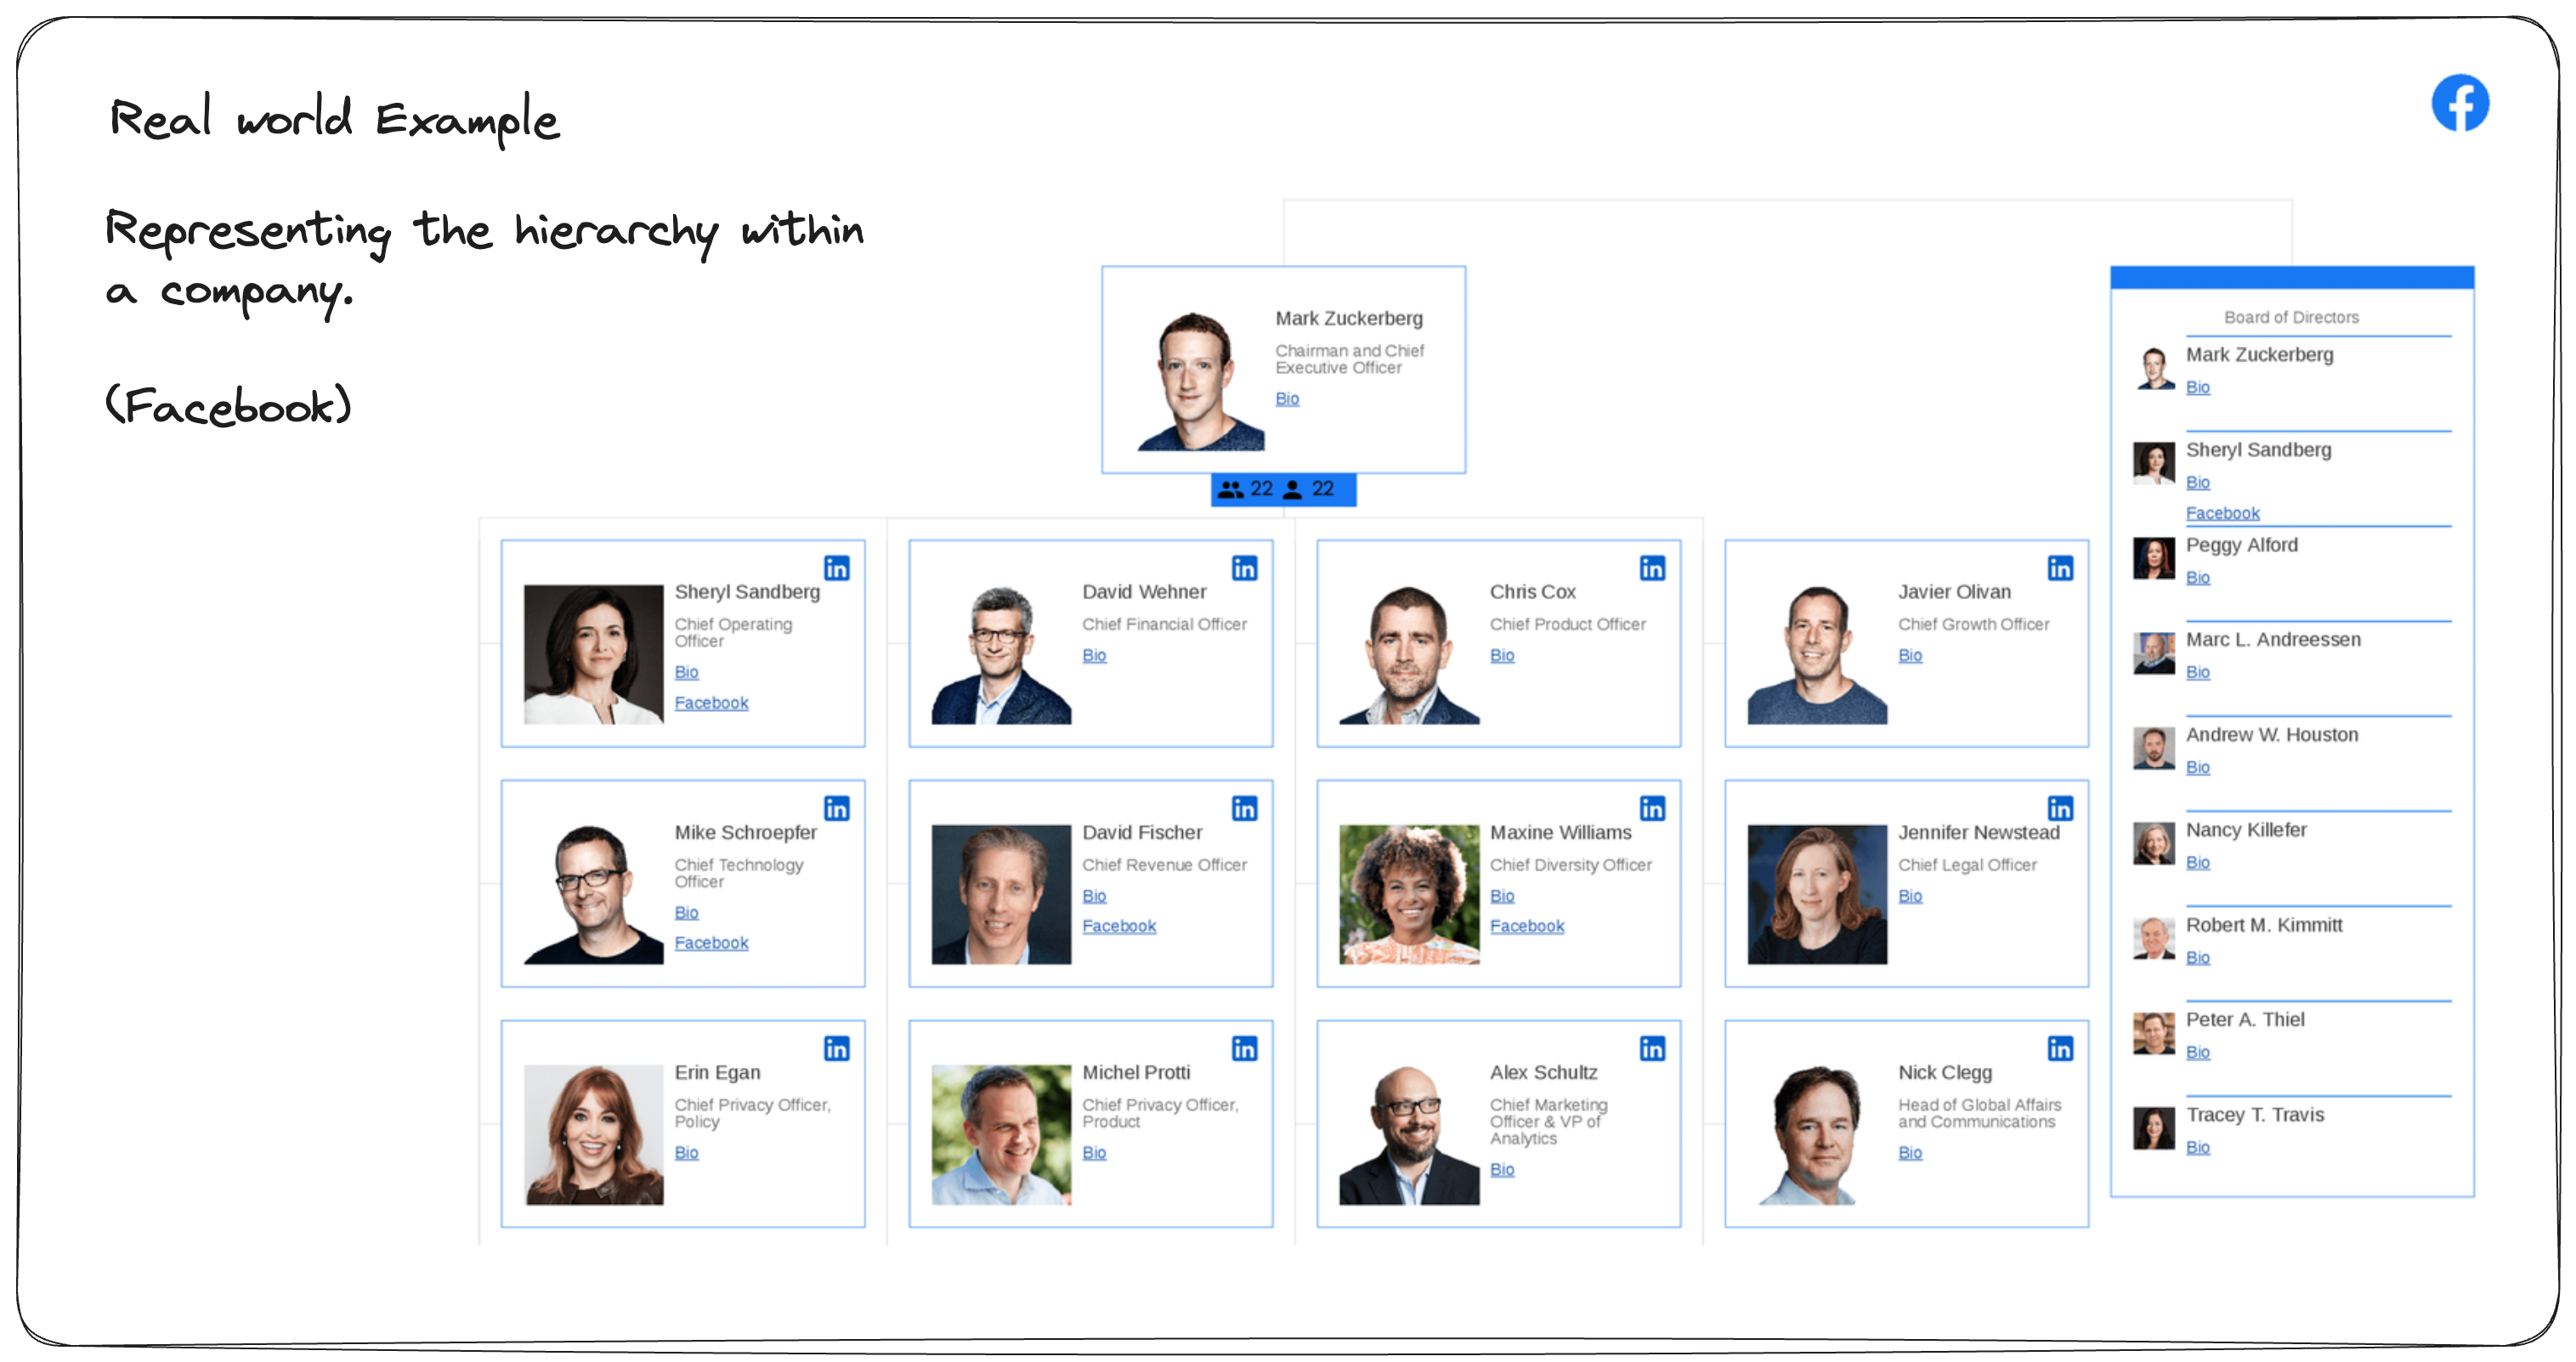 Real world Example
Representing the hierarchy within
a company.
(Facebook)
Mark Zuckerberg
Chairman and Chief
Executive Officer
Bio
22 22
Sheryl Sandberg
Chief Operating
Officer
Bio
Facebook
David Wehner
Chief Financial Officer
Bio
Chris Cox
Chief Product Officer
Bio
Javier Olivan
Chief Growth Officer
Bio
Mike Schroepfer
Chief Technology
Officer
Bio
Facebook
David Fischer
Chief Revenue Officer
Bio
Facebook
Maxine Williams
Chief Diversity Officer
Bio
Facebook
Jennifer Newstead
Chief Legal Officer
Bio
Erin Egan
Chief Privacy Officer,
Policy
Bio
Michel Protti
Chief Privacy Officer,
Product
Bio
Alex Schultz
Chief Marketing
Officer & VP of
Analytics
Bio
Nick Clegg
Head of Global Affairs
and Communications
Bio
Board of Directors
Mark Zuckerberg
Bio
Sheryl Sandberg
Bio
Facebook
Peggy Alford
Bio
Marc L. Andreessen
Bio
Andrew W. Houston
Bio
Nancy Killefer
Bio
Robert M. Kimmitt
Bio
Peter A. Thiel
Bio
Tracey T. Travis
Bio